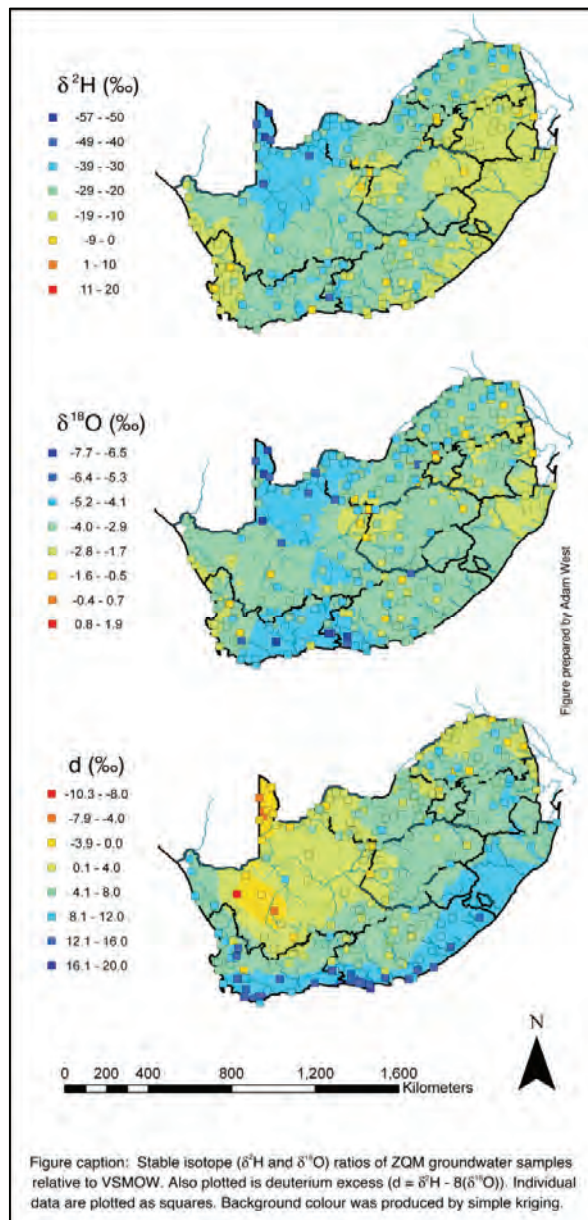 δ²H (‰)
-57 - -50
-49 - -40
-39 - -30
-29 - -20
-19 - -10
-9 - 0
1 - 10
11 - 20
δ¹⁸O (‰)
-7.7 - -6.5
-6.4 - -5.3
-5.2 - -4.1
-4.0 - -2.9
-2.8 - -1.7
-1.6 - -0.5
-0.4 - 0.7
0.8 - 1.9
Figure prepared by Adam West
d (‰)
-10.3 - -8.0
-7.9 - -4.0
-3.9 - 0.0
0.1 - 4.0
4.1 - 8.0
8.1 - 12.0
12.1 - 16.0
16.1 - 20.0
N
0 200 400 800 1,200 1,600
Kilometers
Figure caption: Stable isotope (δ²H and δ¹⁸O) ratios of ZQM groundwater samples
relative to VSMOW. Also plotted is deuterium excess (d = δ²H - 8(δ¹⁸O)). Individual
data are plotted as squares. Background colour was produced by simple kriging.